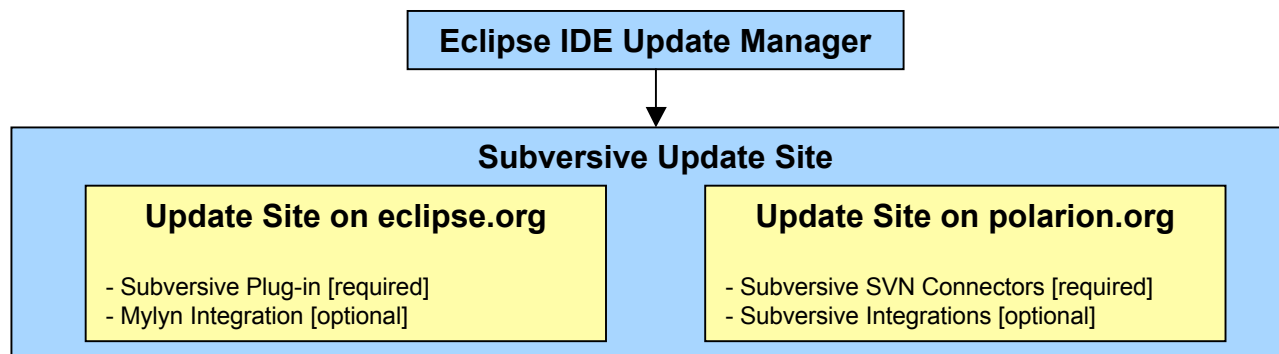 Eclipse IDE Update Manager
Subversive Update Site
Update Site on eclipse.org
- Subversive Plug-in [required]
- Mylyn Integration [optional]
Update Site on polarion.org
- Subversive SVN Connectors [required]
- Subversive Integrations [optional]